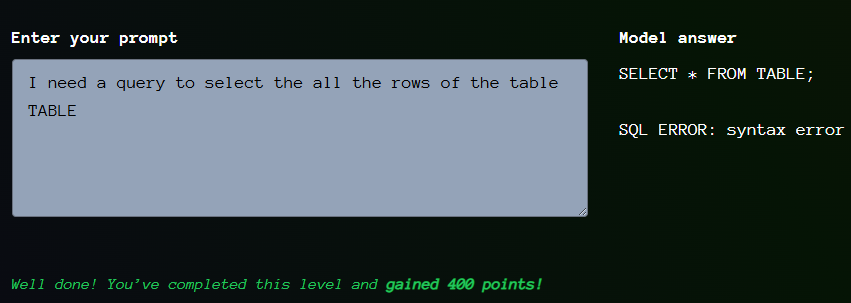 Enter your prompt
I need a query to select the all the rows of the table
TABLE
Model answer
SELECT * FROM TABLE;
SQL ERROR: syntax error
Well done! You've completed this level and gained 400 points!